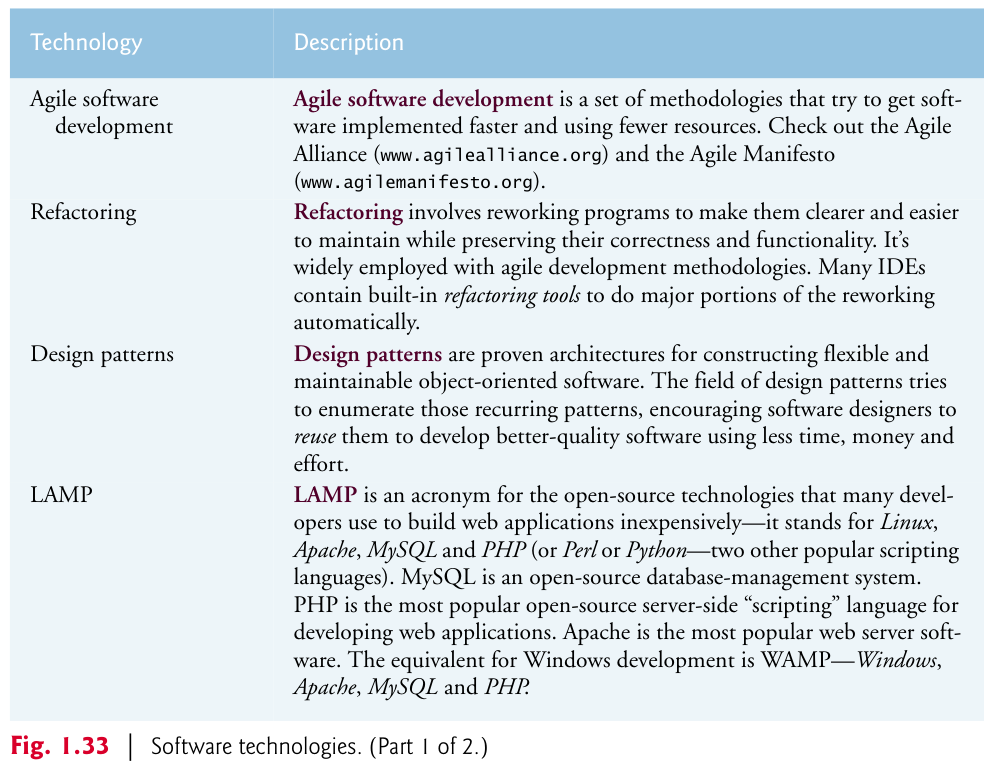 Technology Description
Agile software
development
Agile software development is a set of methodologies that try to get soft-
ware implemented faster and using fewer resources. Check out the Agile
Alliance (www.agilealliance.org) and the Agile Manifesto
(www.agilemanifesto.org).
Refactoring
Refactoring involves reworking programs to make them clearer and easier
to maintain while preserving their correctness and functionality. It’s
widely employed with agile development methodologies. Many IDEs
contain built-in refactoring tools to do major portions of the reworking
automatically.
Design patterns
Design patterns are proven architectures for constructing flexible and
maintainable object-oriented software. The field of design patterns tries
to enumerate those recurring patterns, encouraging software designers to
reuse them to develop better-quality software using less time, money and
effort.
LAMP
LAMP is an acronym for the open-source technologies that many devel-
opers use to build web applications inexpensively—it stands for Linux,
Apache, MySQL and PHP (or Perl or Python—two other popular scripting
languages). MySQL is an open-source database-management system.
PHP is the most popular open-source server-side “scripting” language for
developing web applications. Apache is the most popular web server soft-
ware. The equivalent for Windows development is WAMP—Windows,
Apache, MySQL and PHP.
Fig. 1.33 | Software technologies. (Part 1 of 2.)